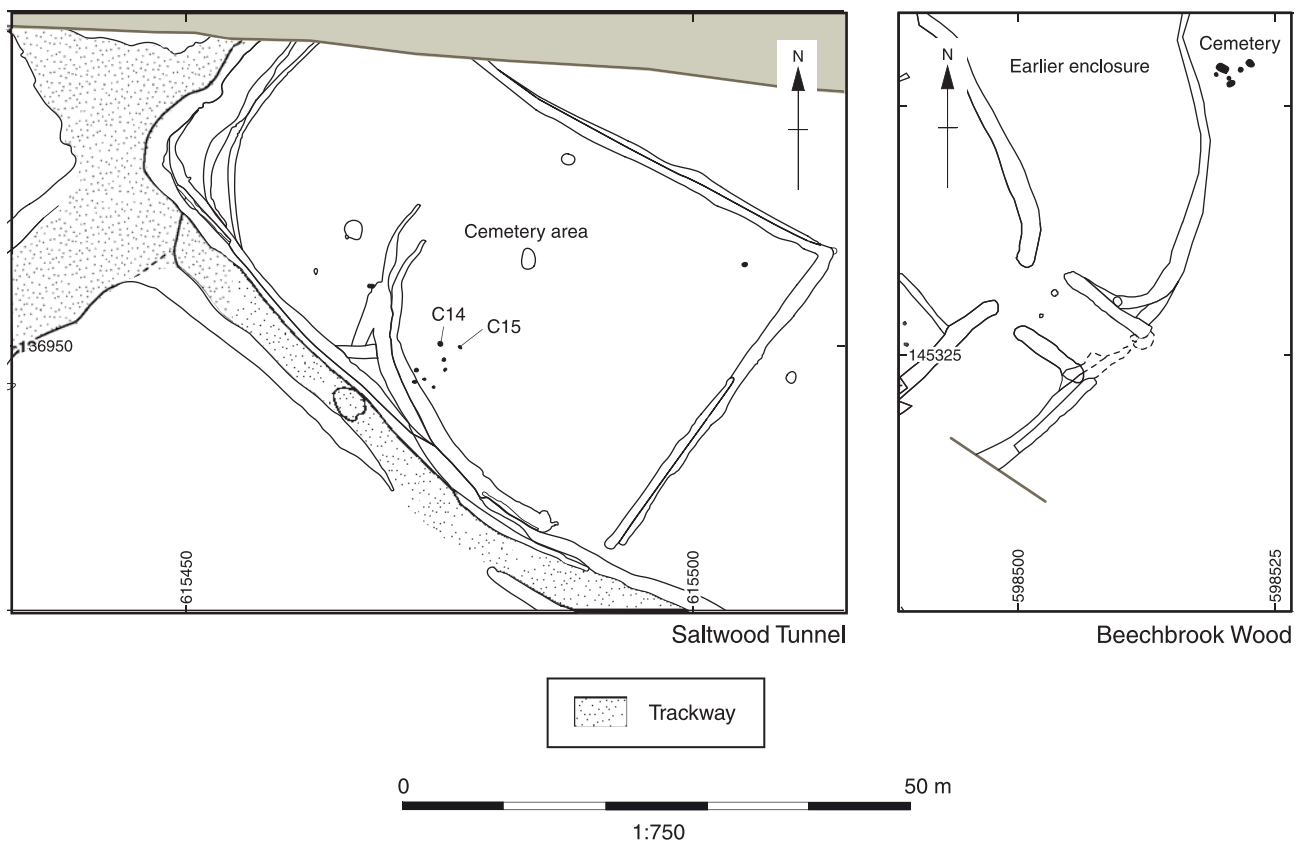 N
Cemetery area
C14
C15
136950
615450
615500
Saltwood Tunnel
N
Earlier enclosure
Cemetery
145325
598500
598525
Beechbrook Wood
Trackway
0
50 m
1:750